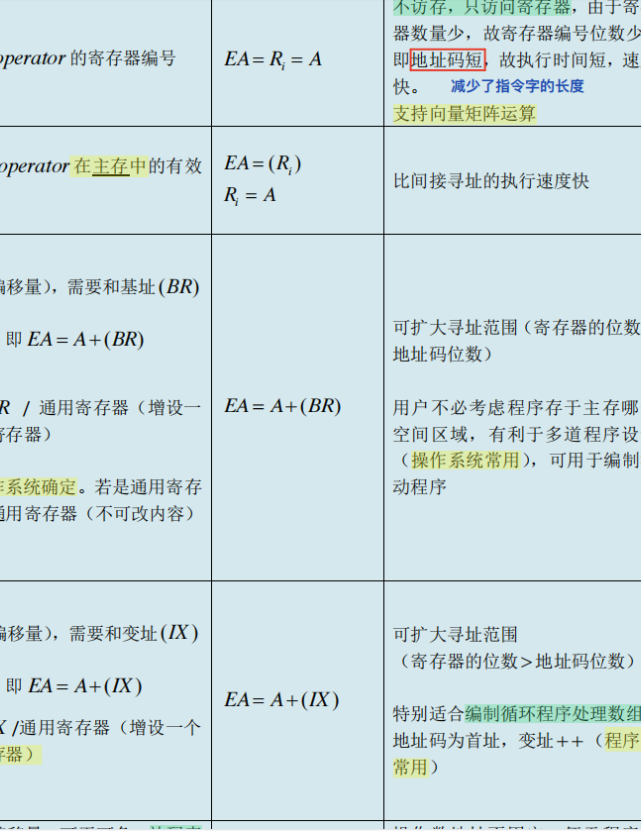 不访存，只访问寄存器，由于寄
器数量少，故寄存器编号位数少
operator 的寄存器编号
EA = R_i = A
即地址码短，故执行时间短，速
快。 减少了指令字的长度
支持向量矩阵运算
operator 在主存中的有效
EA = (R_i)
R_i = A
比间接寻址的执行速度快
偏移量），需要和基址(BR)
即 EA = A+(BR)
R / 通用寄存器（增设一
寄存器）
作系统确定。若是通用寄存
通用寄存器（不可改内容）
EA = A+(BR)
可扩大寻址范围（寄存器的位数
地址码位数）
用户不必考虑程序存于主存哪
空间区域，有利于多道程序设
（操作系统常用），可用于编制
动程序
偏移量），需要和变址(IX)
即 EA = A+(IX)
X /通用寄存器（增设一个
存器）
EA = A+(IX)
可扩大寻址范围
（寄存器的位数>地址码位数）
特别适合编制循环程序处理数组
地址码为首址，变址++（程序
常用）